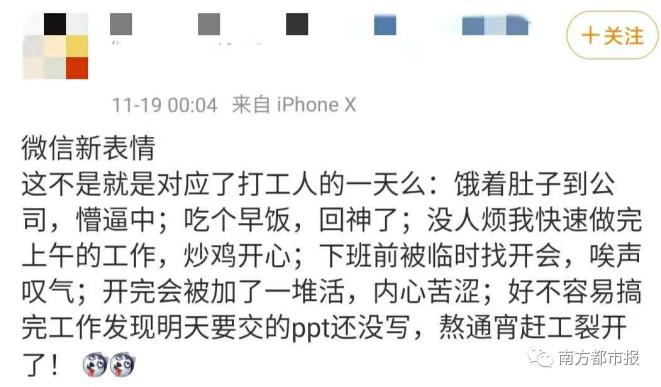 +关注
11-19 00:04 来自 iPhone X
微信新表情
这不是就是对应了打工人的一天么：饿着肚子到公
司，懵逼中；吃个早饭，回神了；没人烦我快速做完
上午的工作，炒鸡开心；下班前被临时找开会，唉声
叹气；开完会被加了一堆活，内心苦涩；好不容易搞
完工作发现明天要交的ppt还没写，熬通宵赶工裂开
了！
南方都市报